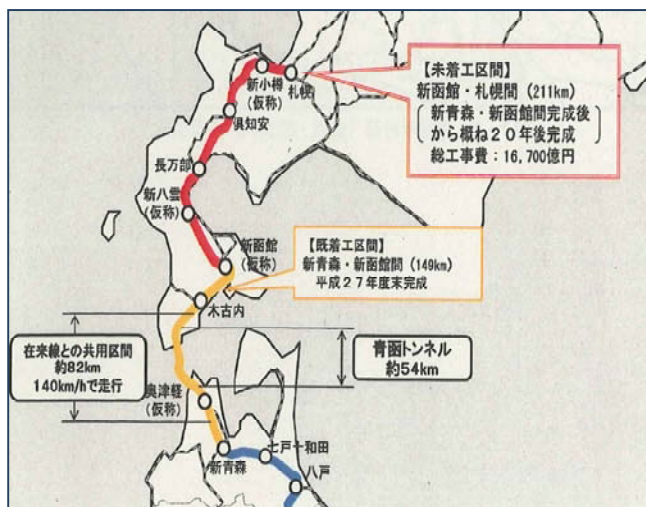 【未着工区間】
新函館・札幌間(211km)
新青森・新函館間完成後
から概ね20年後完成
総工事費:16,700億円
新小樽
(仮称)
札幌
倶知安
長万部
新八雲
(仮称)
新函館
(仮称)
【既着工区間】
新青森・新函館間(149km)
平成27年度末完成
木古内
在来線との共用区間
約82km
140km/hで走行
青函トンネル
約54km
奥津軽
(仮称)
新青森
七戸十和田
八戸